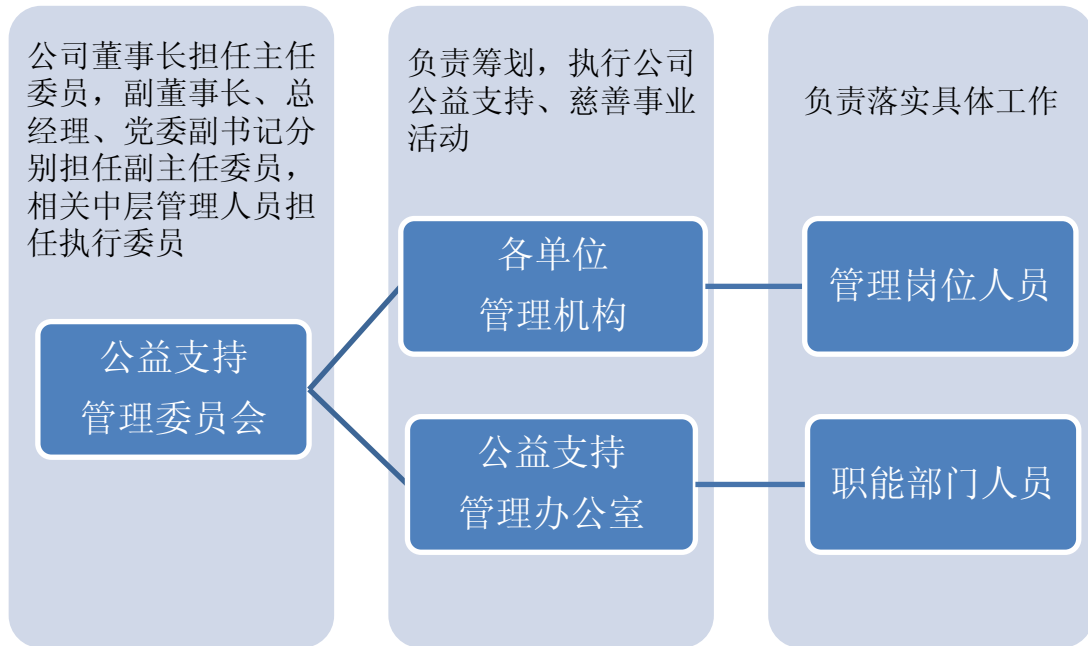 公司董事长担任主任
委员，副董事长、总
经理、党委副书记分
别担任副主任委员，
相关中层管理人员担
任执行委员
公益支持
管理委员会
负责筹划，执行公司
公益支持、慈善事业
活动
各单位
管理机构
公益支持
管理办公室
负责落实具体工作
管理岗位人员
职能部门人员